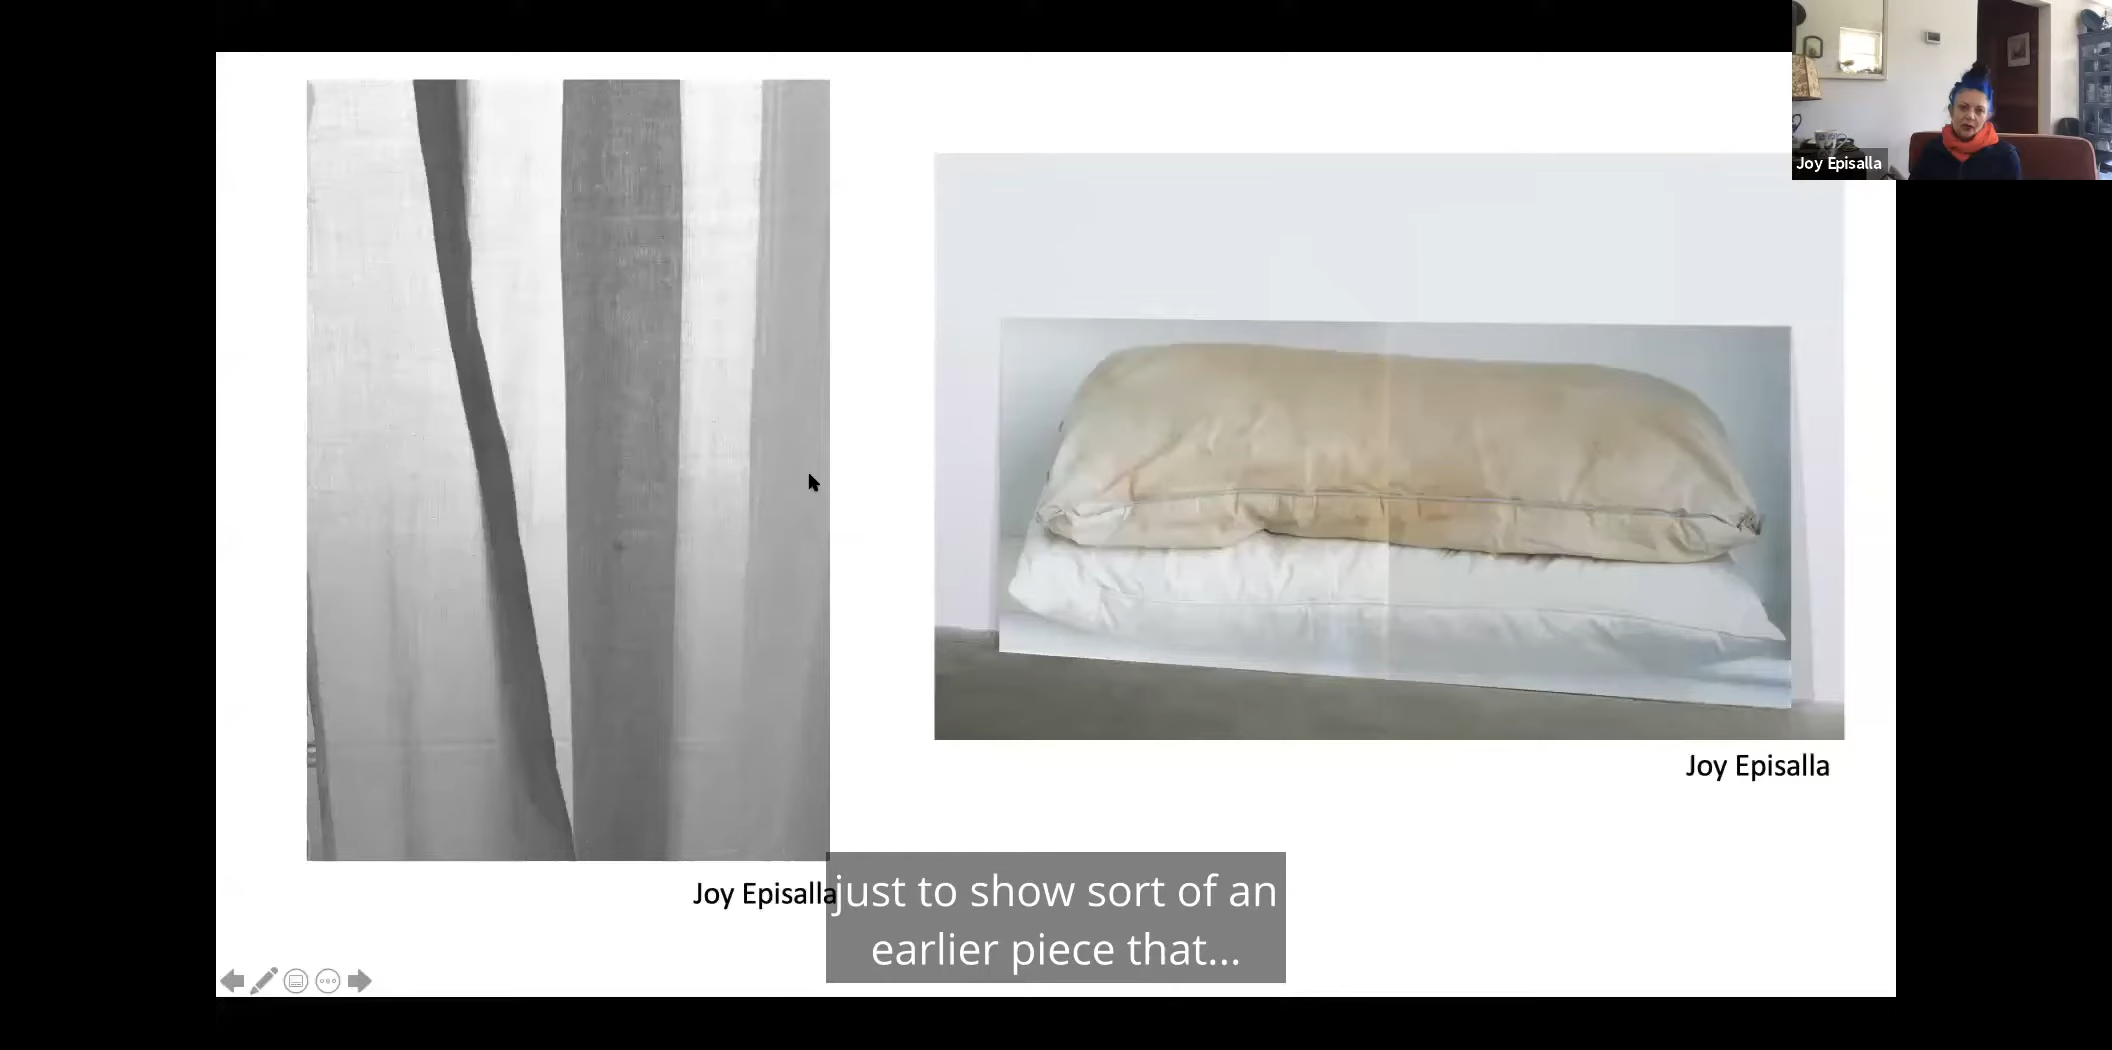 Joy Episalla
Joy Episalla
Joy Episalla
just to show sort of an
earlier piece that...